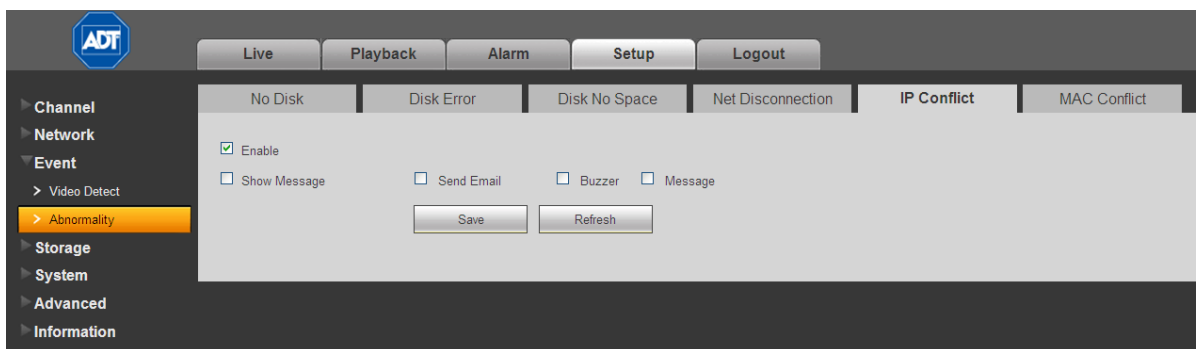 ADT
Live Playback Alarm Setup Logout
No Disk Disk Error Disk No Space Net Disconnection IP Conflict MAC Conflict
Channel
Network
Event
Video Detect
Abnormality
Storage
System
Advanced
Information
Enable
Show Message Send Email Buzzer Message
Save Refresh